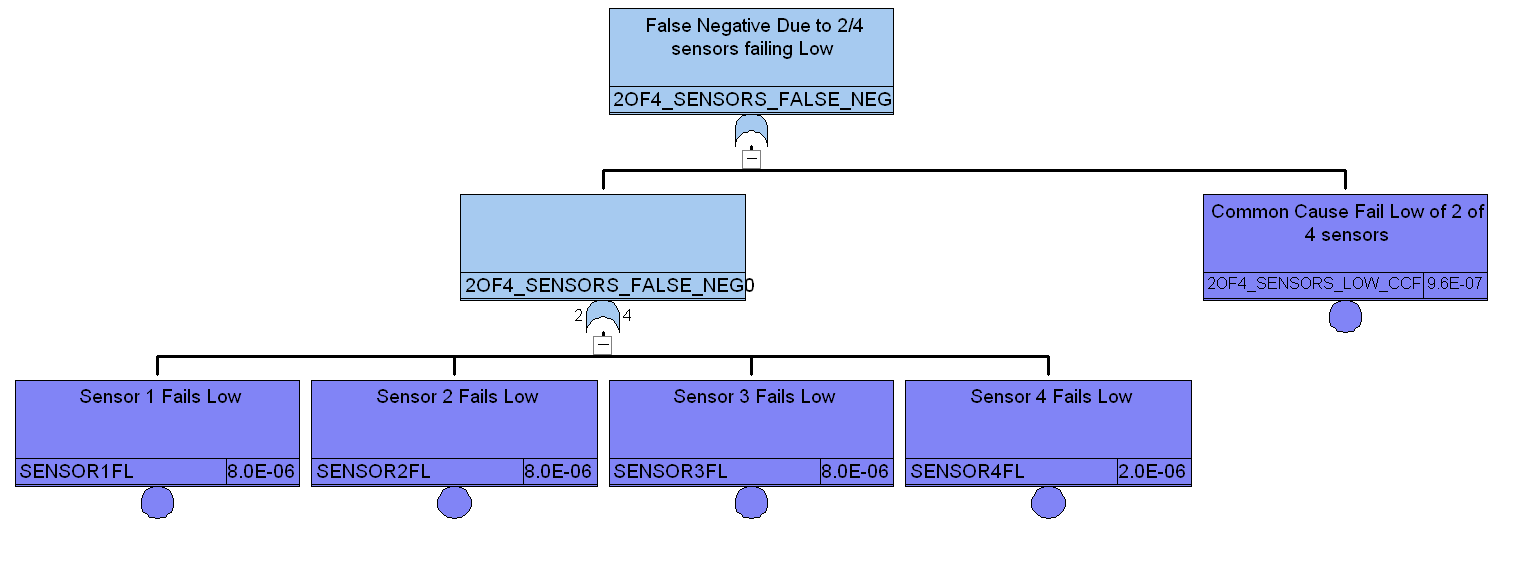 False Negative Due to 2/4
sensors failing Low
2OF4_SENSORS_FALSE_NEG
Common Cause Fail Low of 2 of
4 sensors
2OF4_SENSORS_FALSE_NEG0
2OF4_SENSORS_LOW_CCF 9.6E-07
2 4
Sensor 1 Fails Low
Sensor 2 Fails Low
Sensor 3 Fails Low
Sensor 4 Fails Low
SENSOR1FL 8.0E-06
SENSOR2FL 8.0E-06
SENSOR3FL 8.0E-06
SENSOR4FL 2.0E-06